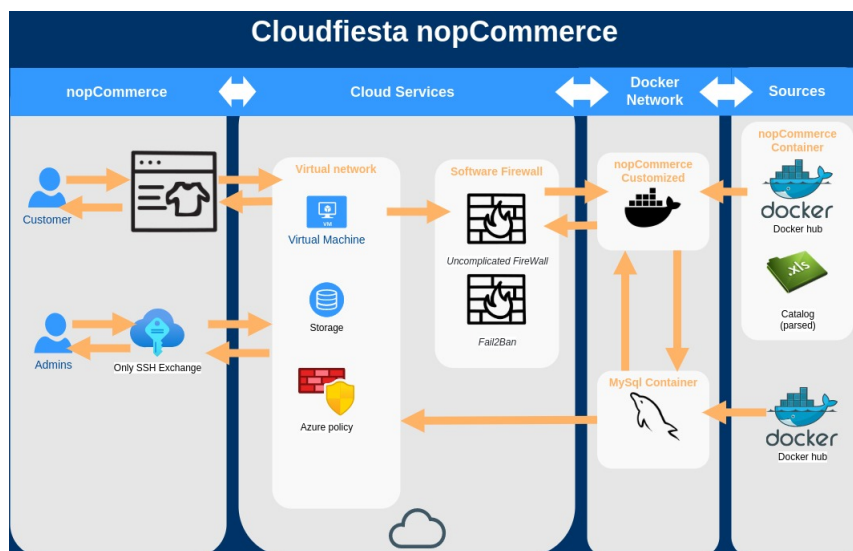 Cloudfiesta nopCommerce
nopCommerce
Cloud Services
Docker
Network
Sources
Customer
Admins
Only SSH Exchange
Virtual network
VM
Virtual Machine
Storage
Azure policy
Software Firewall
Uncomplicated FireWall
Fail2Ban
nopCommerce
Customized
MySql Container
nopCommerce
Container
docker
Docker hub
.xls
Catalog
(parsed)
docker
Docker hub